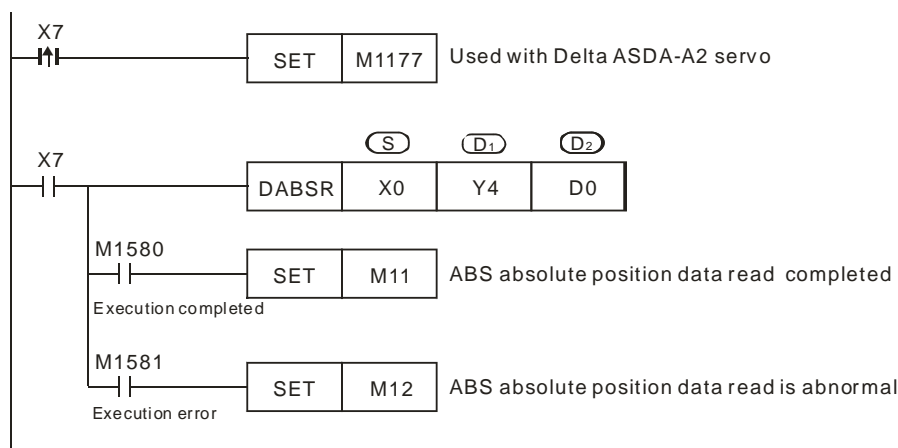 X7
SET M1177 Used with Delta ASDA-A2 servo
S D1 D2
X7
DABSR X0 Y4 D0
M1580
SET M11 ABS absolute position data read completed
Execution completed
M1581
SET M12 ABS absolute position data read is abnormal
Execution error